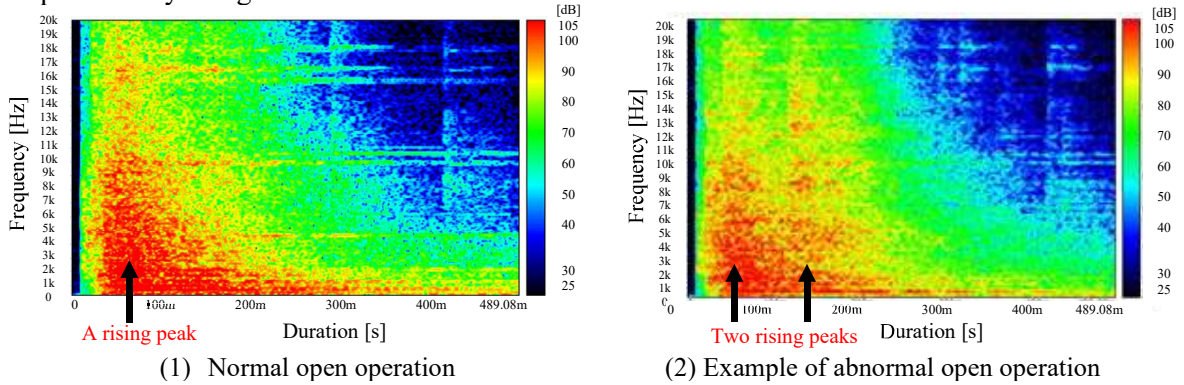 [dB]
20k
19k
18k
17k
16k
15k
14k
13k
12k
11k
10k
9k
8k
7k
6k
5k
4k
3k
2k
1k
0
Frequency [Hz]
105
100
90
80
70
60
50
40
30
25
0 100m 200m 300m 400m 489.08m
A rising peak
Duration [s]
(1) Normal open operation
[dB]
20k
19k
18k
17k
16k
15k
14k
13k
12k
11k
10k
9k
8k
7k
6k
5k
4k
3k
2k
1k
Frequency [Hz]
105
100
90
80
70
60
50
40
30
25
0 100m 200m 300m 400m 489.08m
Two rising peaks
Duration [s]
(2) Example of abnormal open operation